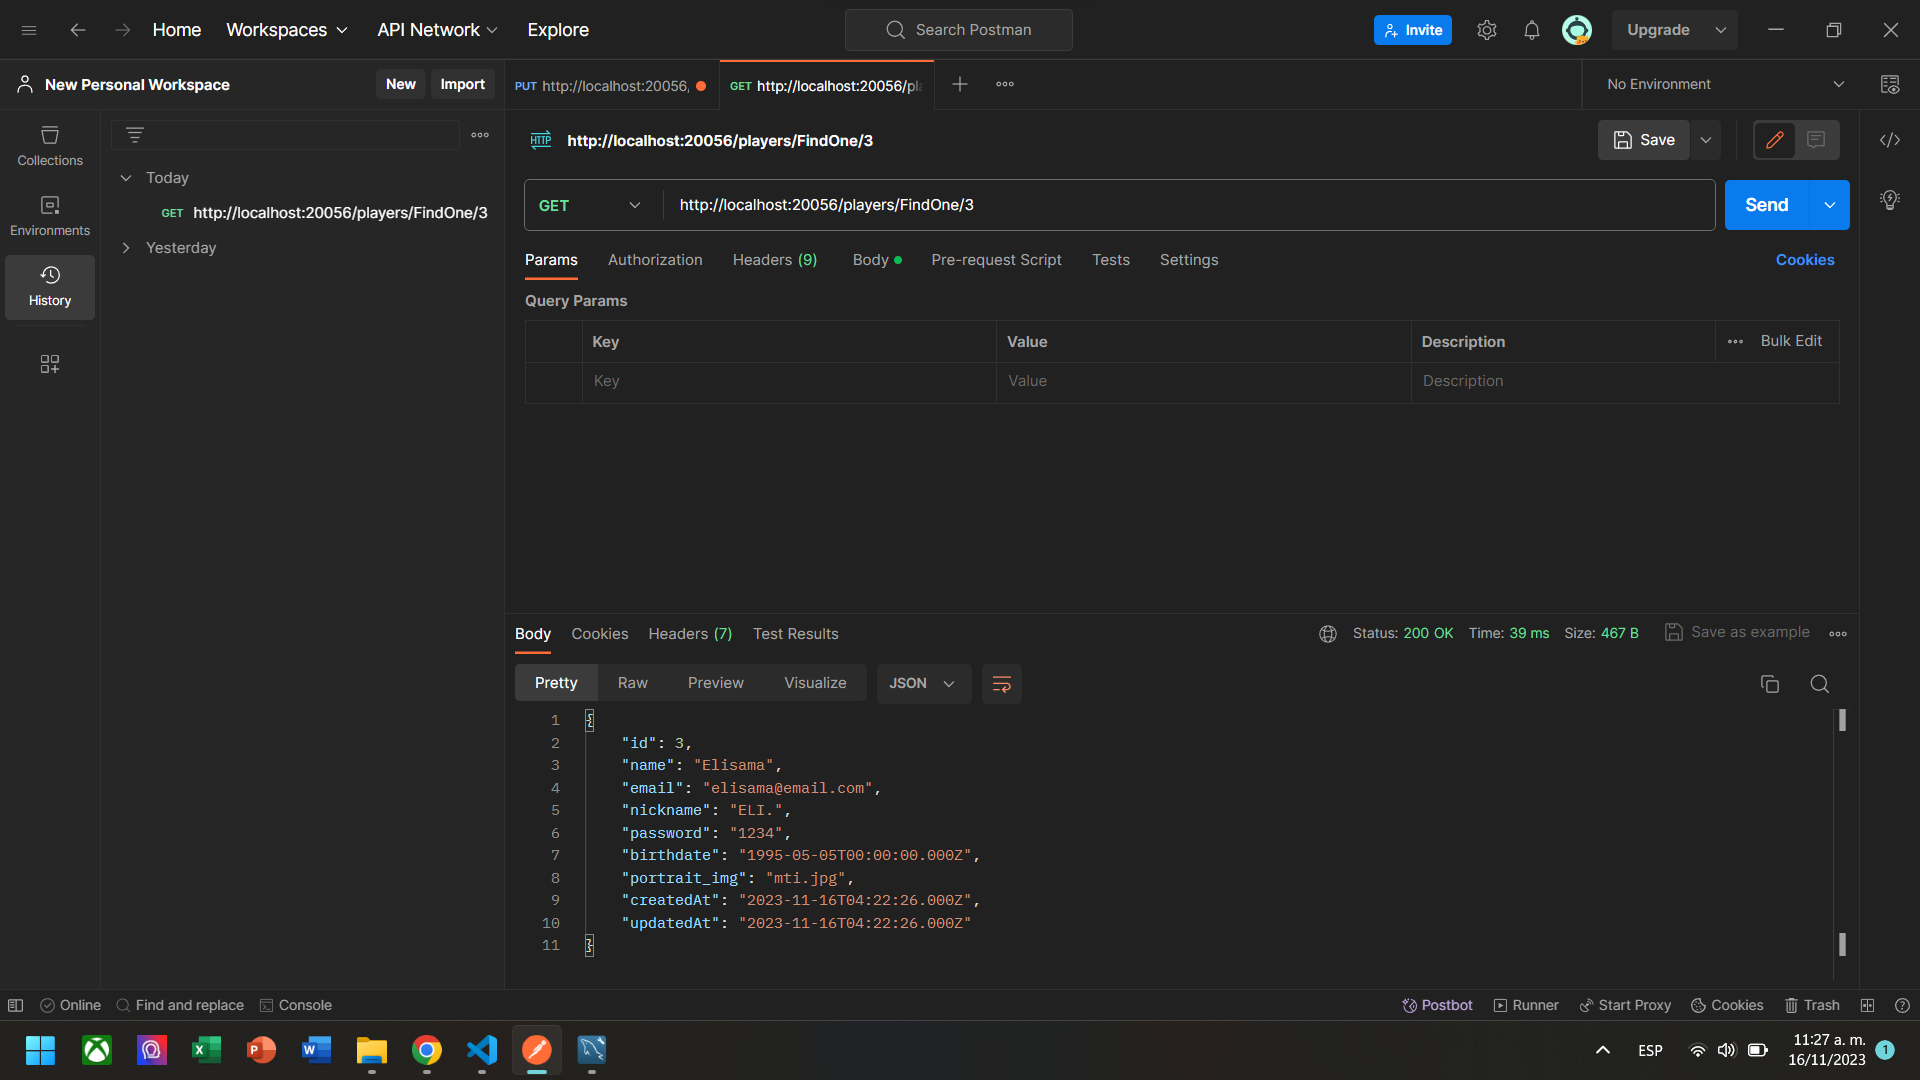 Home Workspaces API Network Explore Search Postman Invite Upgrade
New Personal Workspace New Import PUT http://localhost:20056, GET http://localhost:20056/pl No Environment
HTTP http://localhost:20056/players/FindOne/3 Save
Collections
Environments
History
Today
GET http://localhost:20056/players/FindOne/3
Yesterday
GET http://localhost:20056/players/FindOne/3 Send
Params Authorization Headers (9) Body Pre-request Script Tests Settings Cookies
Query Params
Key Value Description Bulk Edit
Key Value Description
Body Cookies Headers (7) Test Results Status: 200 OK Time: 39 ms Size: 467 B Save as example
Pretty Raw Preview Visualize JSON
1 {
2 "id": 3,
3 "name": "Elisama",
4 "email": "elisama@email.com",
5 "nickname": "ELI.",
6 "password": "1234",
7 "birthdate": "1995-05-05T00:00:00.000Z",
8 "portrait_img": "mti.jpg",
9 "createdAt": "2023-11-16T04:22:26.000Z",
10 "updatedAt": "2023-11-16T04:22:26.000Z"
11 }
Online Find and replace Console Postbot Runner Start Proxy Cookies Trash
ESP 11:27 a. m.
16/11/2023 1